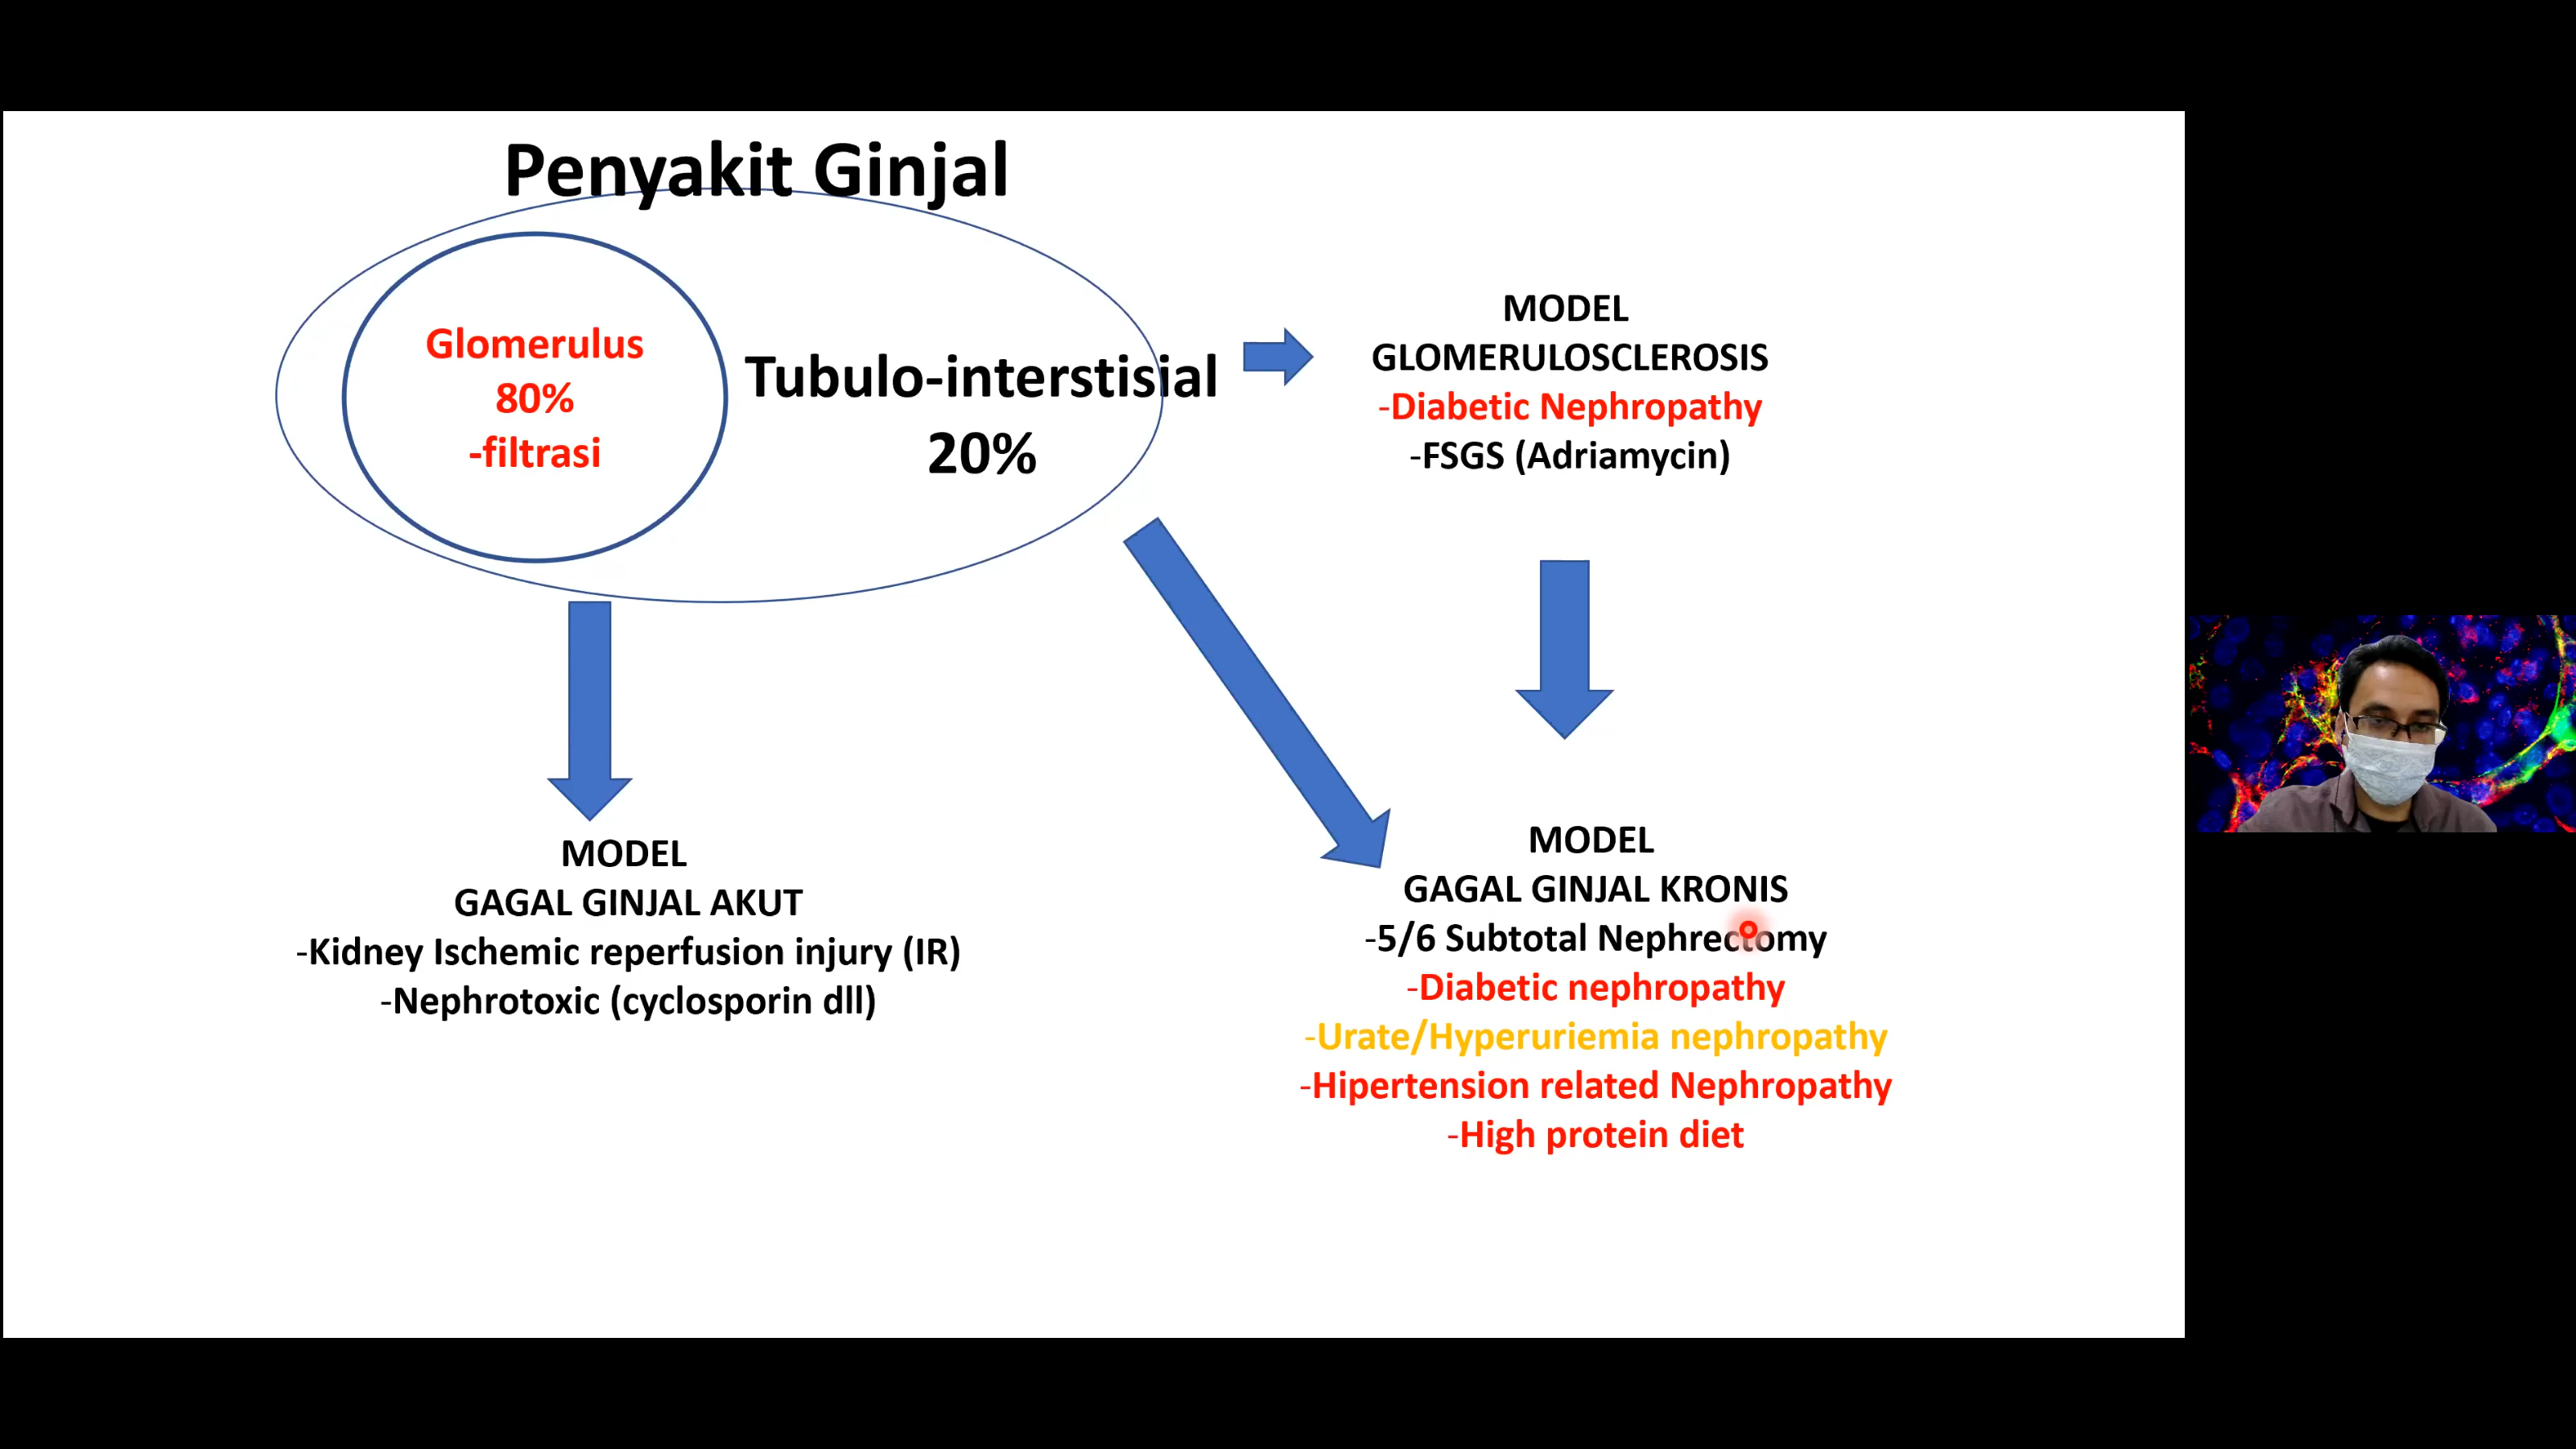 Penyakit Ginjal
Glomerulus
80%
-filtrasi
Tubulo-interstisial
20%
MODEL
GLOMERULOSCLEROSIS
-Diabetic Nephropathy
-FSGS (Adriamycin)
MODEL
GAGAL GINJAL AKUT
-Kidney Ischemic reperfusion injury (IR)
-Nephrotoxic (cyclosporin dll)
MODEL
GAGAL GINJAL KRONIS
-5/6 Subtotal Nephrectomy
-Diabetic nephropathy
-Urate/Hyperuriemia nephropathy
-Hipertension related Nephropathy
-High protein diet